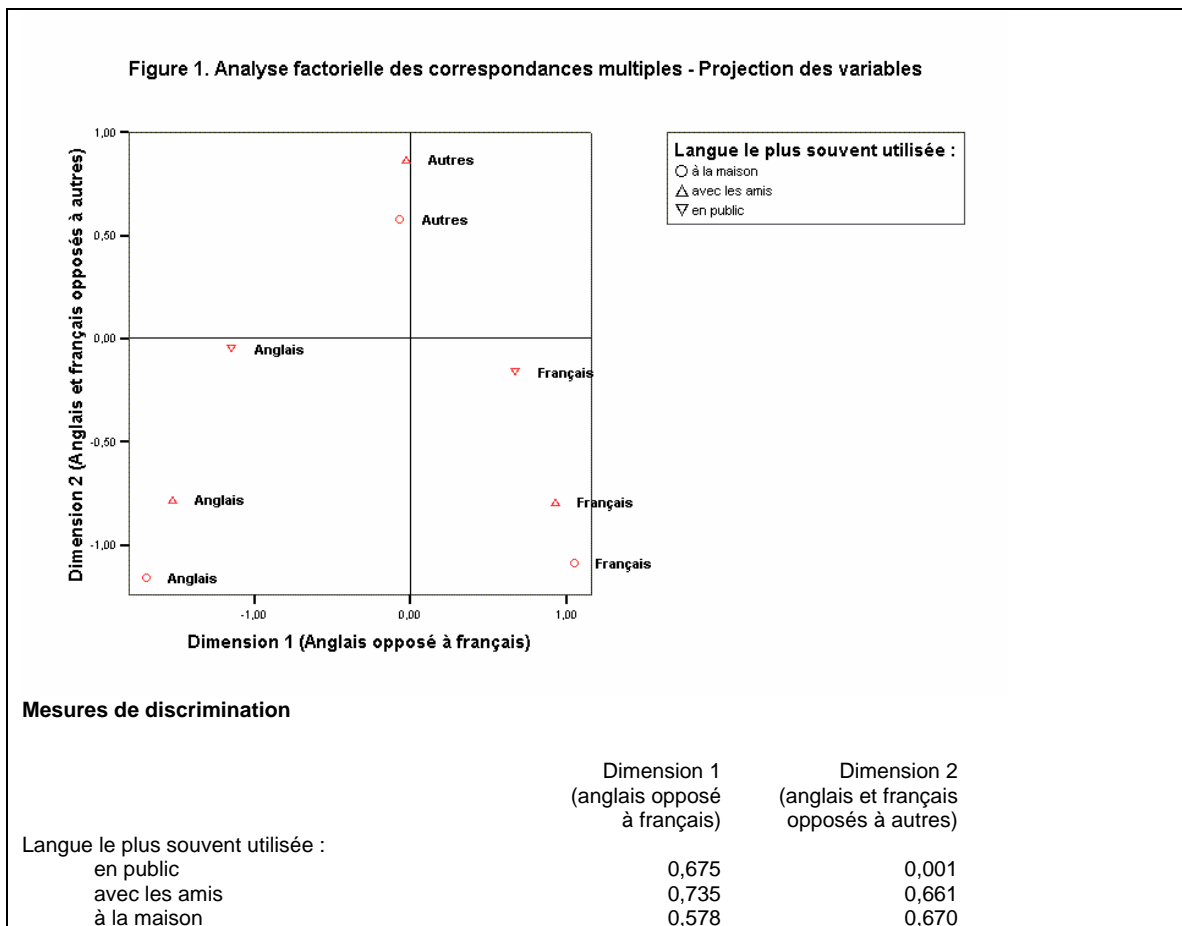 Figure 1. Analyse factorielle des correspondances multiples - Projection des variables
Dimension 2 (Anglais et français opposés à autres)
1,00
0,50
0,00
-0,50
-1,00
Autres
Autres
Anglais
Français
Anglais
Français
Français
Anglais
-1,00
0,00
1,00
Dimension 1 (Anglais opposé à français)
Langue le plus souvent utilisée :
à la maison
avec les amis
en public
Mesures de discrimination
Dimension 1 Dimension 2
(anglais opposé (anglais et français
à français) opposés à autres)
Langue le plus souvent utilisée :
en public 0,675 0,001
avec les amis 0,735 0,661
à la maison 0,578 0,670